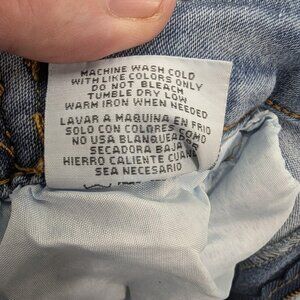 MACHINE WASH COLD
WITH LIKE COLORS ONLY
DO NOT BLEACH
TUMBLE DRY LOW
WARM IRON WHEN NEEDED
LAVAR A MAQUINA EN FRIO
SOLO CON COLORES COMO
NO USA BLANQUEADOR
SECADORA BAJA
HIERRO CALIENTE
SEA NECESARIO